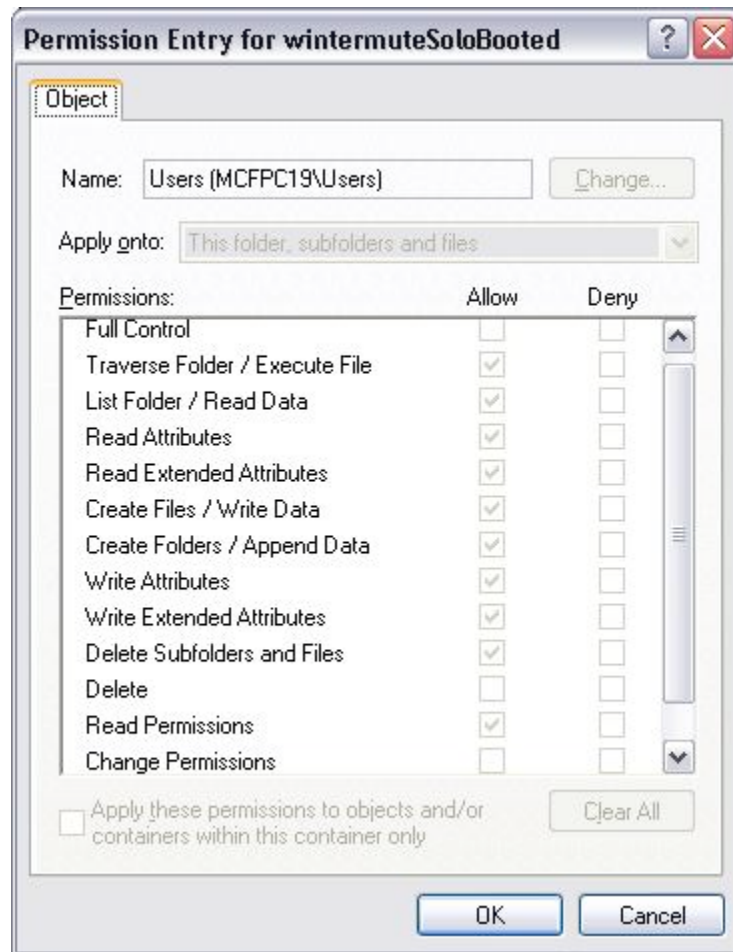 Permission Entry for wintermuteSoloBooted
Object
Name: Users (MCFPC19\Users) Change...
Apply onto: This folder, subfolders and files
Permissions: Allow Deny
Full Control
Traverse Folder / Execute File
List Folder / Read Data
Read Attributes
Read Extended Attributes
Create Files / Write Data
Create Folders / Append Data
Write Attributes
Write Extended Attributes
Delete Subfolders and Files
Delete
Read Permissions
Change Permissions
Apply these permissions to objects and/or
containers within this container only
Clear All
OK Cancel